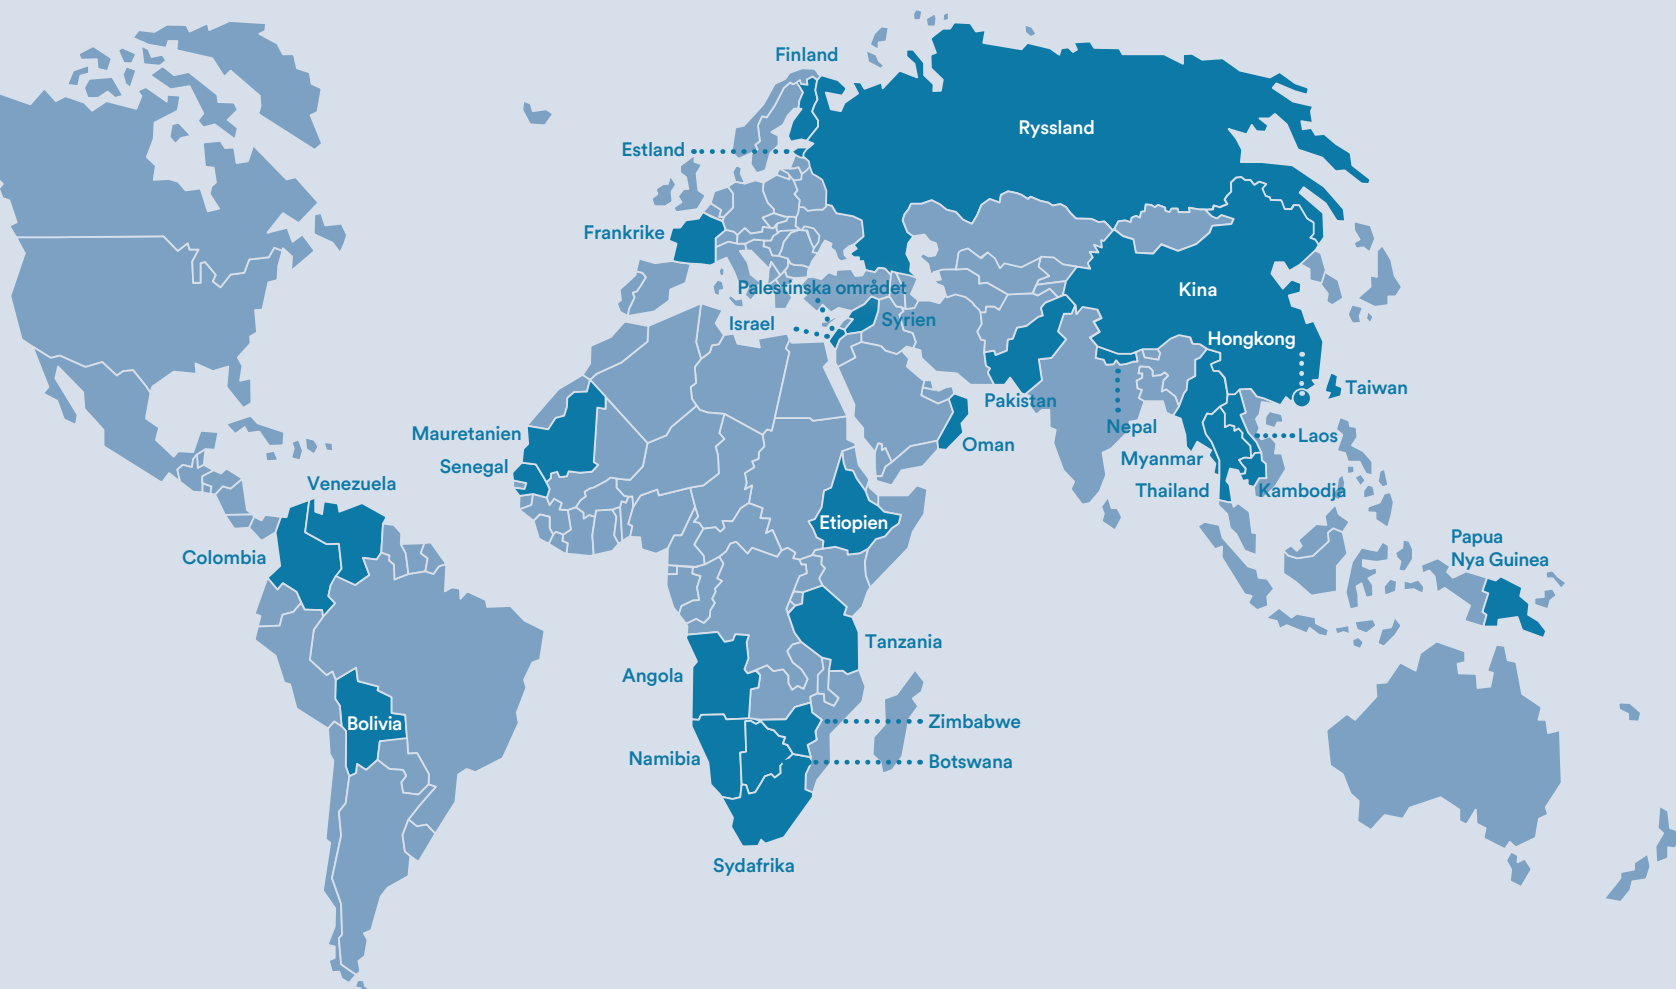 Finland
Ryssland
Estland
Frankrike
Palestinska området
Kina
Israel
Syrien
Hongkong
Pakistan
Taiwan
Mauretanien
Nepal
Laos
Senegal
Oman
Myanmar
Venezuela
Thailand
Kambodja
Etiopien
Colombia
Papua
Nya Guinea
Tanzania
Angola
Bolivia
Zimbabwe
Namibia
Botswana
Sydafrika